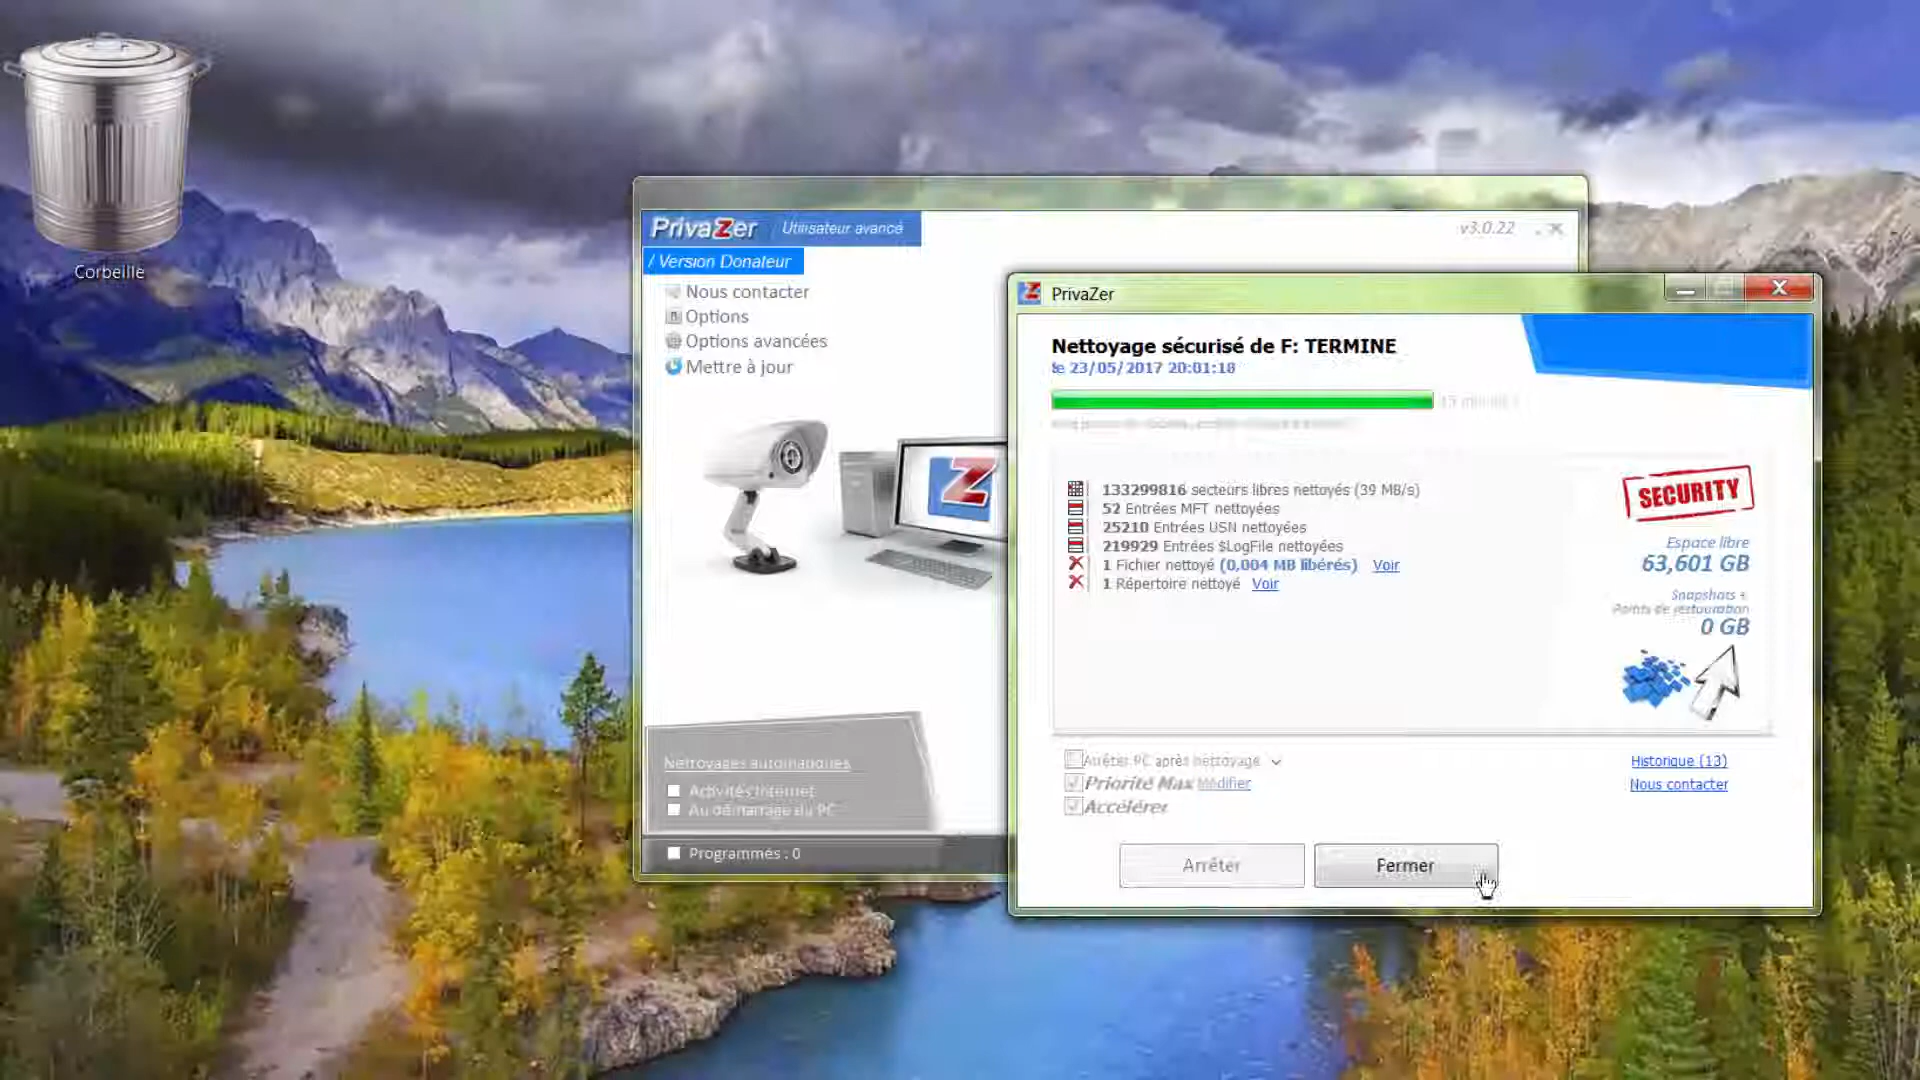 Corbeille
PrivaZer Utilisateur avancé
v3.0.22
/ Version Donateur
Nous contacter
Options
Options avancées
Mettre à jour
Nettoyages automatiques
Activités Internet
Au démarrage du PC
Programmés : 0
PrivaZer
Nettoyage sécurisé de F: TERMINE
le 23/05/2017 20:01:18
133299816 secteurs libres nettoyés (39 MB/s)
52 Entrées MFT nettoyées
25210 Entrées USN nettoyées
219929 Entrées $LogFile nettoyées
1 Fichier nettoyé (0,004 MB libérés) Voir
1 Répertoire nettoyé Voir
SECURITY
Espace libre
63,601 GB
Snapshots +
Points de restauration
0 GB
Arrêter PC après nettoyage
Priorité Max Modifier
Accélérer
Historique (13)
Nous contacter
Arrêter
Fermer